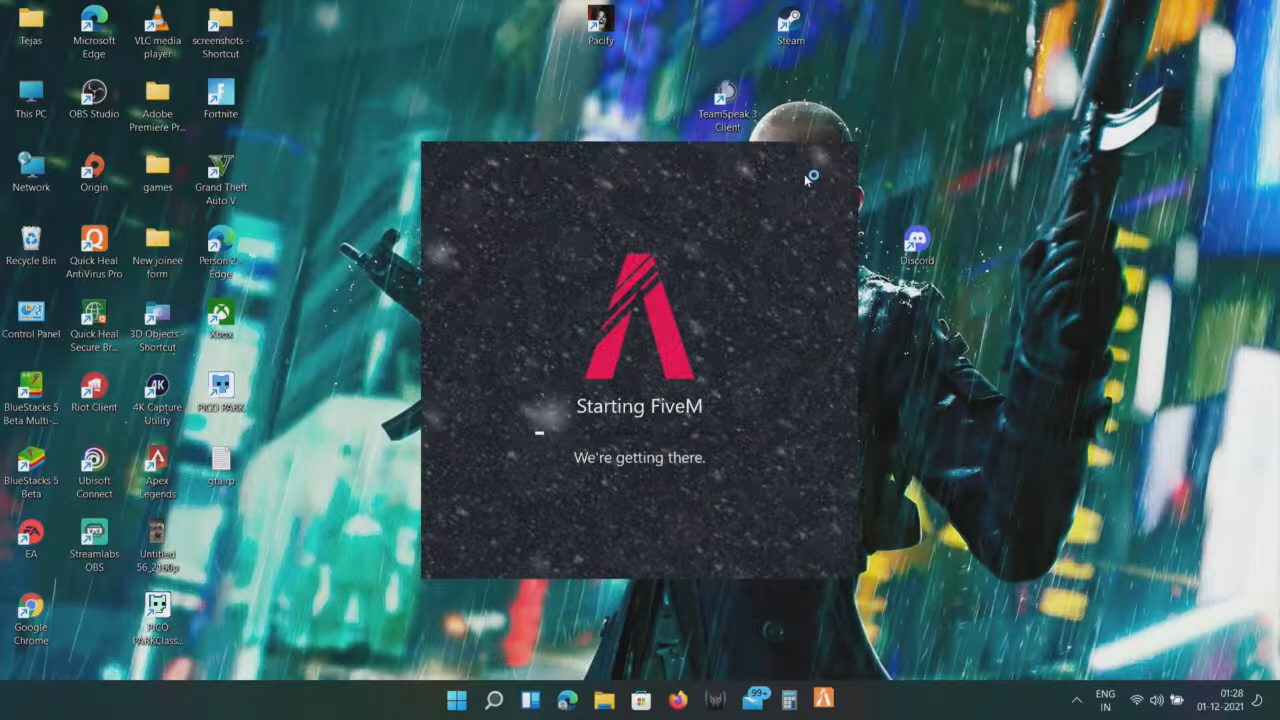 Tejas
Microsoft
Edge
VLC media
player
screenshots -
Shortcut
Pacify
Steam
This PC
OBS Studio
Adobe
Premiere Pr...
Fortnite
TeamSpeak 3
Client
Network
Origin
games
Grand Theft
Auto V
Recycle Bin
Quick Heal
AntiVirus Pro
New joinee
form
Person 2 -
Edge
Discord
Control Panel
Quick Heal
Secure Br...
3D Objects -
Shortcut
Xbox
BlueStacks 5
Beta Multi-...
Riot Client
4K Capture
Utility
PICO PARK
Starting FiveM
We're getting there.
BlueStacks 5
Beta
Ubisoft
Connect
Apex
Legends
gta rp
EA
Streamlabs
OBS
Untitled
56_2160p
Google
Chrome
PICO
PARKClass...
99+
ENG
IN
01:28
01-12-2021